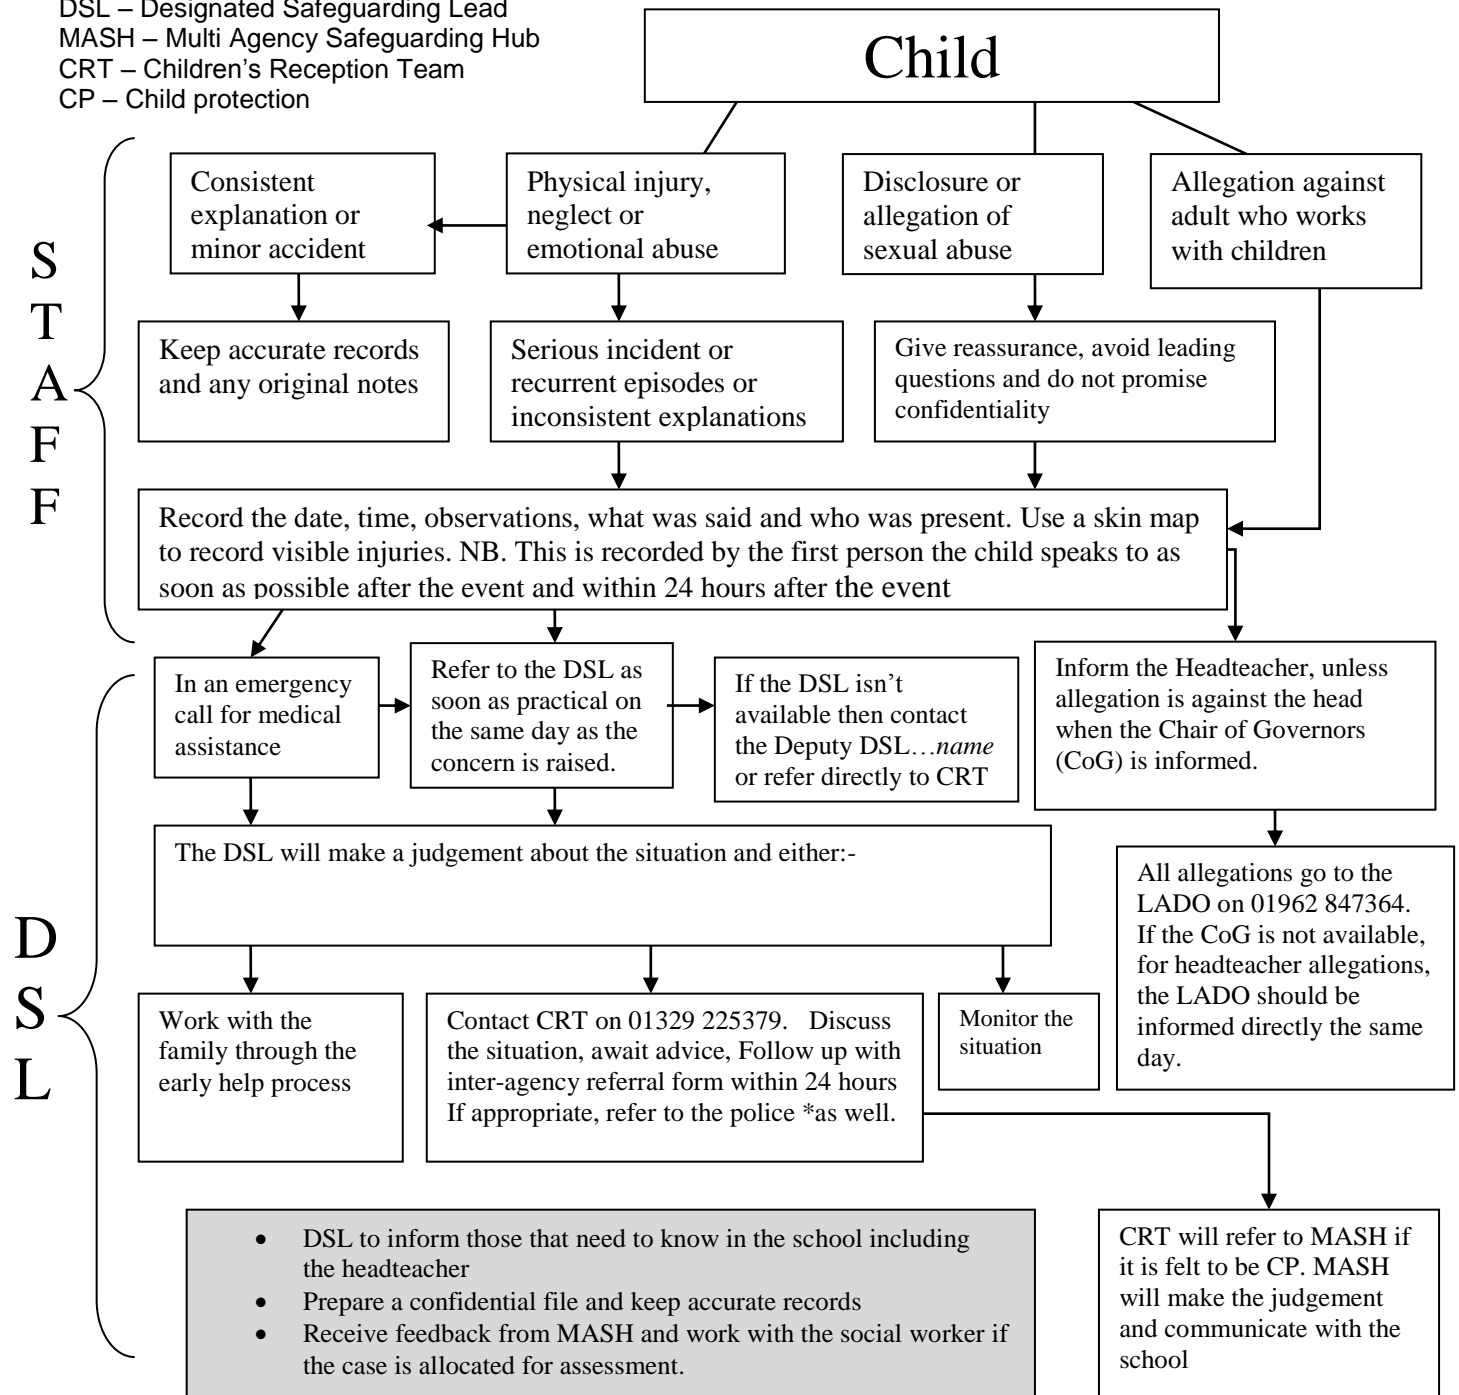 DSL – Designated Safeguarding Lead
MASH – Multi Agency Safeguarding Hub
CRT – Children's Reception Team
CP – Child protection
Child
S
T
A
F
F
Consistent
explanation or
minor accident
Physical injury,
neglect or
emotional abuse
Disclosure or
allegation of
sexual abuse
Allegation against
adult who works
with children
Keep accurate records
and any original notes
Serious incident or
recurrent episodes or
inconsistent explanations
Give reassurance, avoid leading
questions and do not promise
confidentiality
Record the date, time, observations, what was said and who was present. Use a skin map
to record visible injuries. NB. This is recorded by the first person the child speaks to as
soon as possible after the event and within 24 hours after the event
D
S
L
In an emergency
call for medical
assistance
Refer to the DSL as
soon as practical on
the same day as the
concern is raised.
If the DSL isn't
available then contact
the Deputy DSL…name
or refer directly to CRT
Inform the Headteacher, unless
allegation is against the head
when the Chair of Governors
(CoG) is informed.
The DSL will make a judgement about the situation and either:-
All allegations go to the
LADO on 01962 847364.
If the CoG is not available,
for headteacher allegations,
the LADO should be
informed directly the same
day.
Work with the
family through the
early help process
Contact CRT on 01329 225379.   Discuss
the situation, await advice, Follow up with
inter-agency referral form within 24 hours
If appropriate, refer to the police *as well.
Monitor the
situation
• DSL to inform those that need to know in the school including
the headteacher
• Prepare a confidential file and keep accurate records
• Receive feedback from MASH and work with the social worker if
the case is allocated for assessment.
CRT will refer to MASH if
it is felt to be CP. MASH
will make the judgement
and communicate with the
school